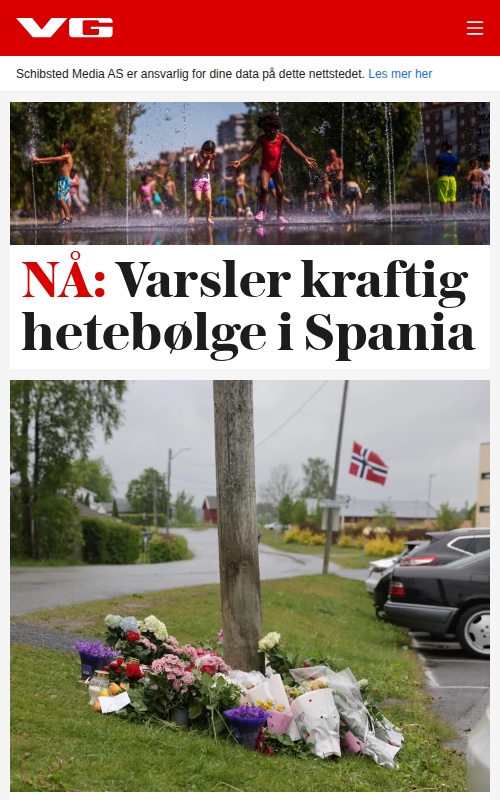 VG
Schibsted Media AS er ansvarlig for dine data på dette nettstedet. Les mer her
NÅ: Varsler kraftig
hetebølge i Spania